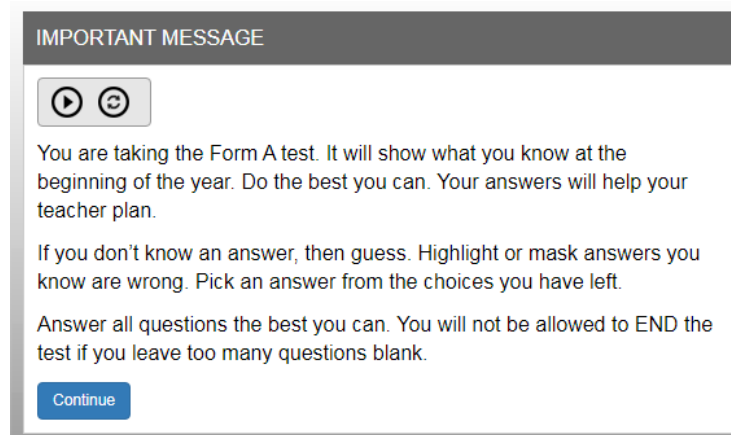 IMPORTANT MESSAGE
You are taking the Form A test. It will show what you know at the
beginning of the year. Do the best you can. Your answers will help your
teacher plan.
If you don’t know an answer, then guess. Highlight or mask answers you
know are wrong. Pick an answer from the choices you have left.
Answer all questions the best you can. You will not be allowed to END the
test if you leave too many questions blank.
Continue